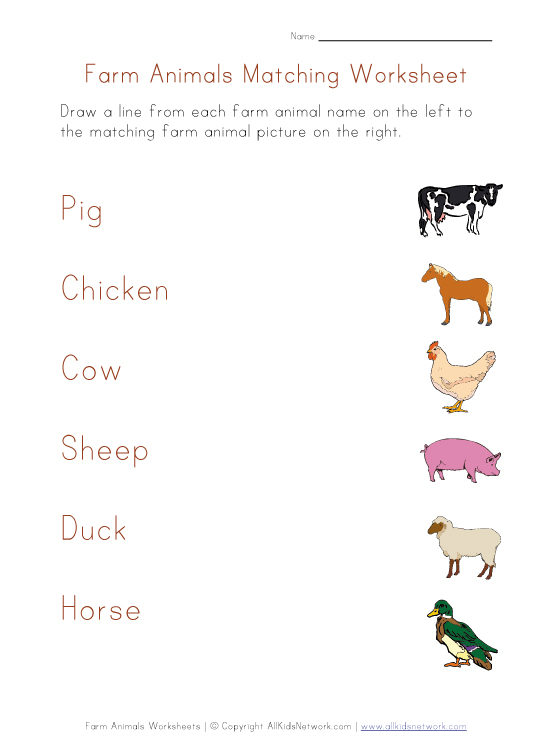 Name
Farm Animals Matching Worksheet
Draw a line from each farm animal name on the left to
the matching farm animal picture on the right.
Pig
Chicken
Cow
Sheep
Duck
Horse
Farm Animals Worksheets | © Copyright AllKidsNetwork.com | www.allkidsnetwork.com